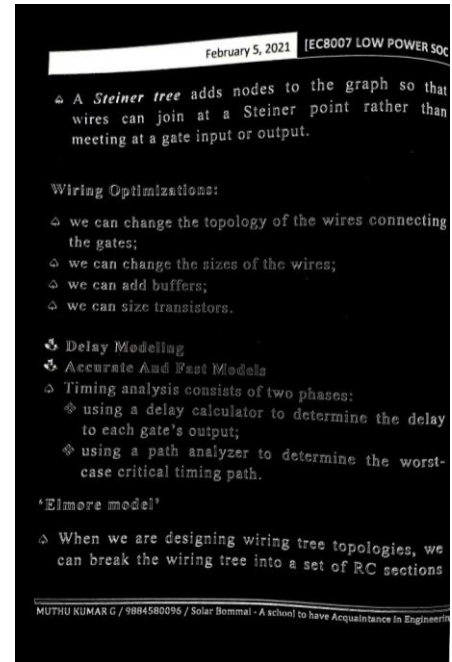 February 5, 2021 [EC8007 LOW POWER SOC
A Steiner tree adds nodes to the graph so that
wires can join at a Steiner point rather than
meeting at a gate input or output.
Wiring Optimizations:
we can change the topology of the wires connecting
the gates;
we can change the sizes of the wires;
we can add buffers;
we can size transistors.
Delay Modeling
Accurate And Fast Models
Timing analysis consists of two phases:
using a delay calculator to determine the delay
to each gate's output;
using a path analyzer to determine the worst-
case critical timing path.
'Elmore model'
When we are designing wiring tree topologies, we
can break the wiring tree into a set of RC sections
MUTHU KUMAR G / 9884580096 / Solar Bommai - A school to have Acquaintance in Engineerin